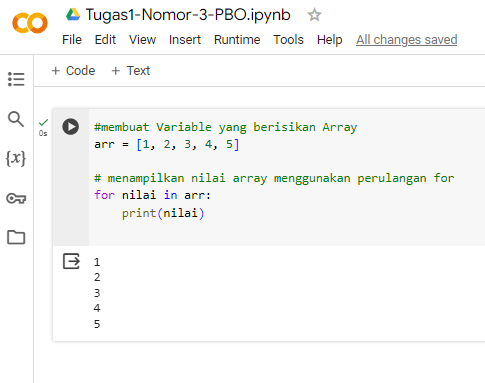 Tugas1-Nomor-3-PBO.ipynb
File Edit View Insert Runtime Tools Help All changes saved
+ Code + Text
{x}
0s
#membuat Variable yang berisikan Array
arr = [1, 2, 3, 4, 5]
# menampilkan nilai array menggunakan perulangan for
for nilai in arr:
    print(nilai)
1
2
3
4
5